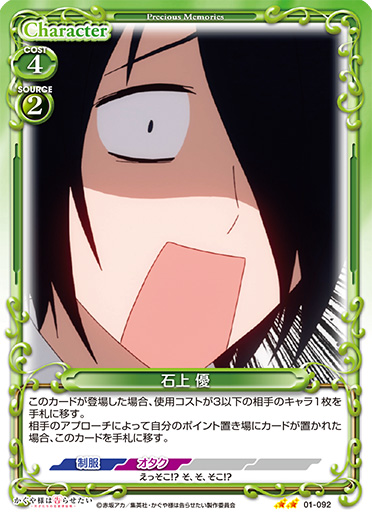 Precious Memories
Character
COST
4
SOURCE
2
石上 優
このカードが登場した場合、使用コストが3以下の相手のキャラ1枚を
手札に移す。
相手のアプローチによって自分のポイント置き場にカードが置かれた
場合、このカードを手札に移す。
制服 オタク
えっそこ!? そ、そ、そこ!?
かぐや様は告らせたい
©赤坂アカ/集英社・かぐや様は告らせたい製作委員会
01-092